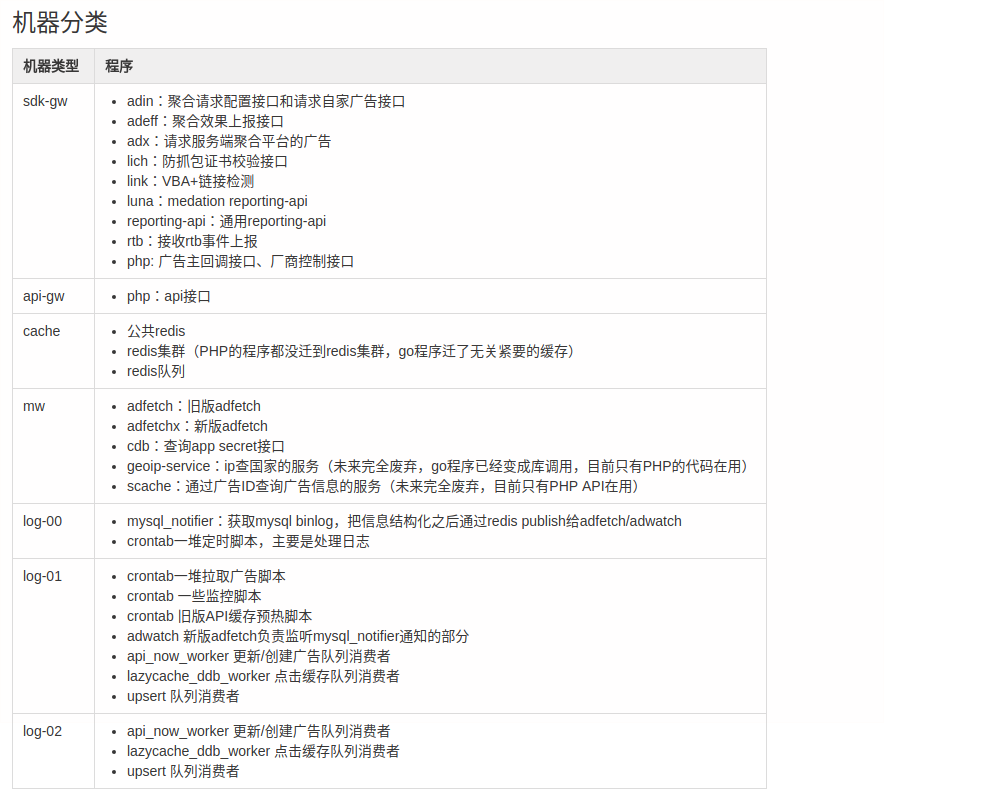 机器分类
机器类型 程序
sdk-gw
adin：聚合请求配置接口和请求自家广告接口
adeff：聚合效果上报接口
adx：请求服务端聚合平台的广告
lich：防抓包证书校验接口
link：VBA+链接检测
luna：medation reporting-api
reporting-api：通用reporting-api
rtb：接收rtb事件上报
php: 广告主回调接口、厂商控制接口
api-gw
php：api接口
cache
公共redis
redis集群（PHP的程序都没迁到redis集群，go程序迁了无关紧要的缓存）
redis队列
mw
adfetch：旧版adfetch
adfetchx：新版adfetch
cdb：查询app secret接口
geoip-service：ip查国家的服务（未来完全废弃，go程序已经变成库调用，目前只有PHP的代码在用）
scache：通过广告ID查询广告信息的服务（未来完全废弃，目前只有PHP API在用）
log-00
mysql_notifier：获取mysql binlog，把信息结构化之后通过redis publish给adfetch/adwatch
crontab一堆定时脚本，主要是处理日志
log-01
crontab一堆拉取广告脚本
crontab 一些监控脚本
crontab 旧版API缓存预热脚本
adwatch 新版adfetch负责监听mysql_notifier通知的部分
api_now_worker 更新/创建广告队列消费者
lazycache_ddb_worker 点击缓存队列消费者
upsert 队列消费者
log-02
api_now_worker 更新/创建广告队列消费者
lazycache_ddb_worker 点击缓存队列消费者
upsert 队列消费者